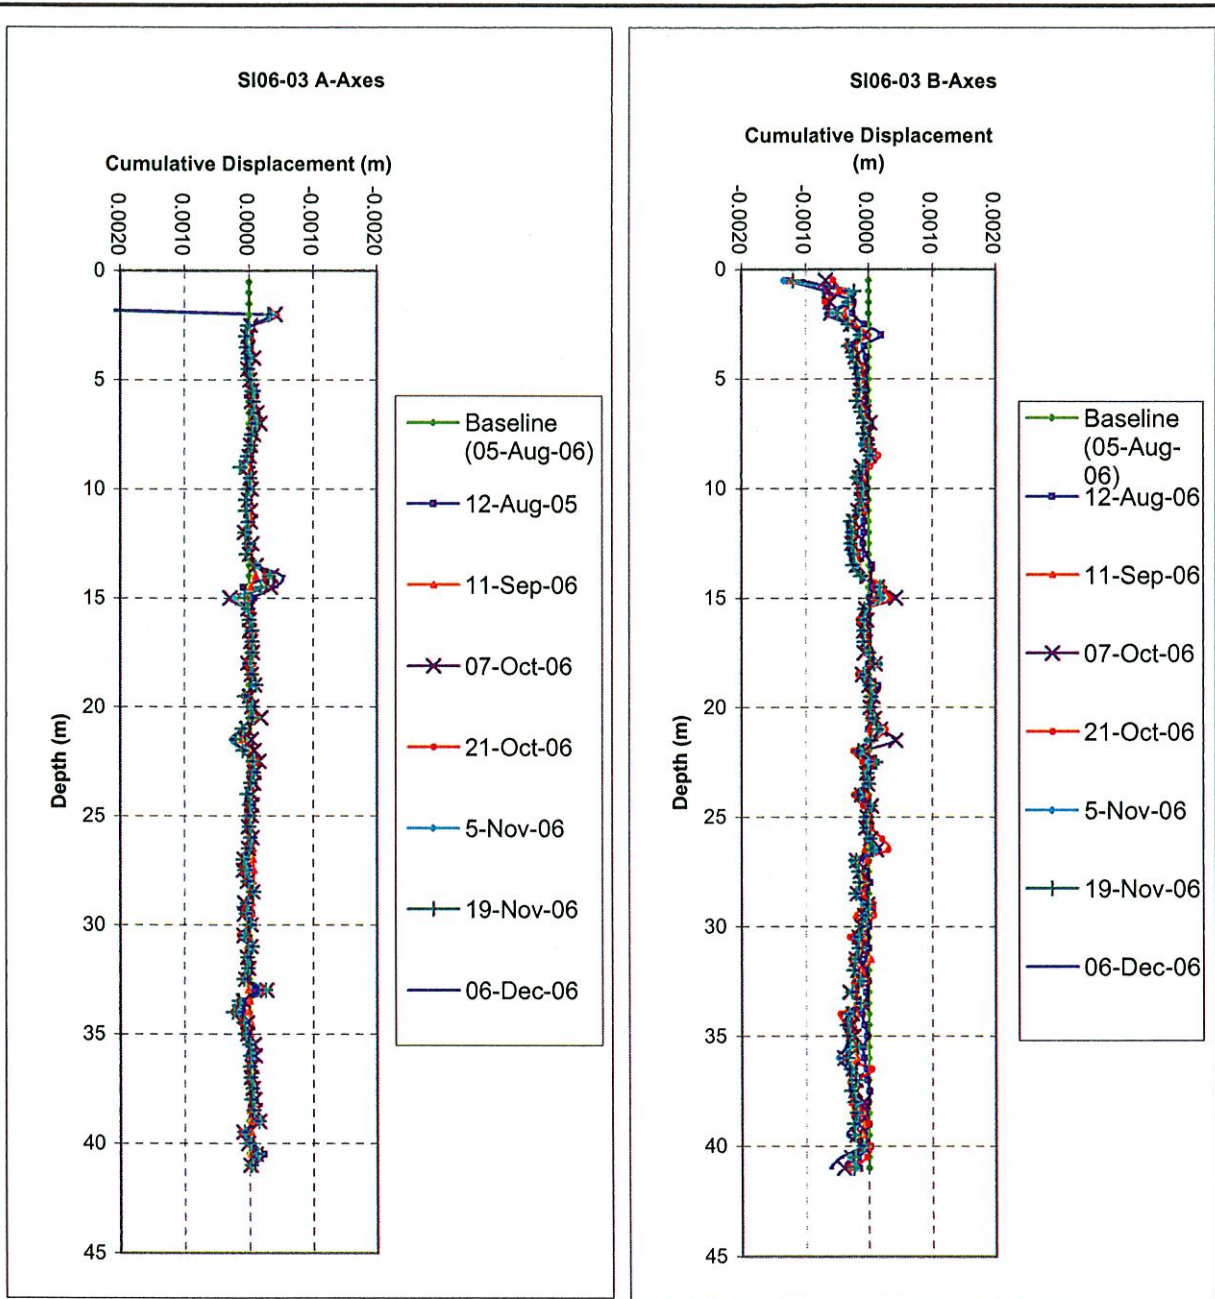 SI06-03 A-Axes
Cumulative Displacement (m)
0.0020
0.0010
0.0000
-0.0010
-0.0020
0
5
10
15
20
25
30
35
40
45
Depth (m)
Baseline
(05-Aug-06)
12-Aug-05
11-Sep-06
07-Oct-06
21-Oct-06
5-Nov-06
19-Nov-06
06-Dec-06
SI06-03 B-Axes
Cumulative Displacement
(m)
-0.0020
-0.0010
0.0000
0.0010
0.0020
0
5
10
15
20
25
30
35
40
45
Depth (m)
Baseline
(05-Aug-
06)
12-Aug-06
11-Sep-06
07-Oct-06
21-Oct-06
5-Nov-06
19-Nov-06
06-Dec-06